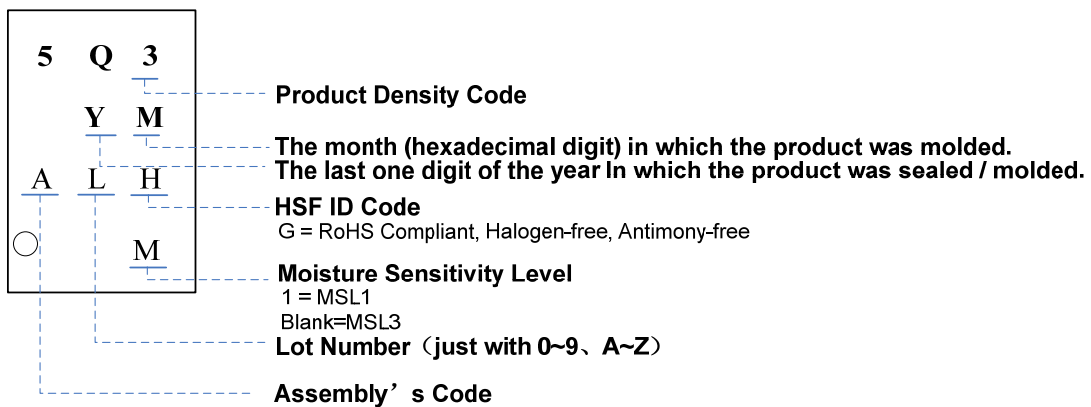 5 Q 3
Product Density Code
Y M
The month (hexadecimal digit) in which the product was molded.
The last one digit of the year In which the product was sealed / molded.
A L H
HSF ID Code
G = RoHS Compliant, Halogen-free, Antimony-free
M
Moisture Sensitivity Level
1 = MSL1
Blank=MSL3
Lot Number（just with 0~9、A~Z）
Assembly’s Code